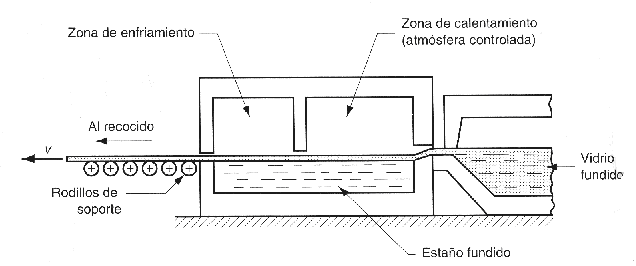 Zona de enfriamiento
Zona de calentamiento
(atmósfera controlada)
Al recocido
v
Vidrio
fundido
Rodillos de
soporte
Estaño fundido